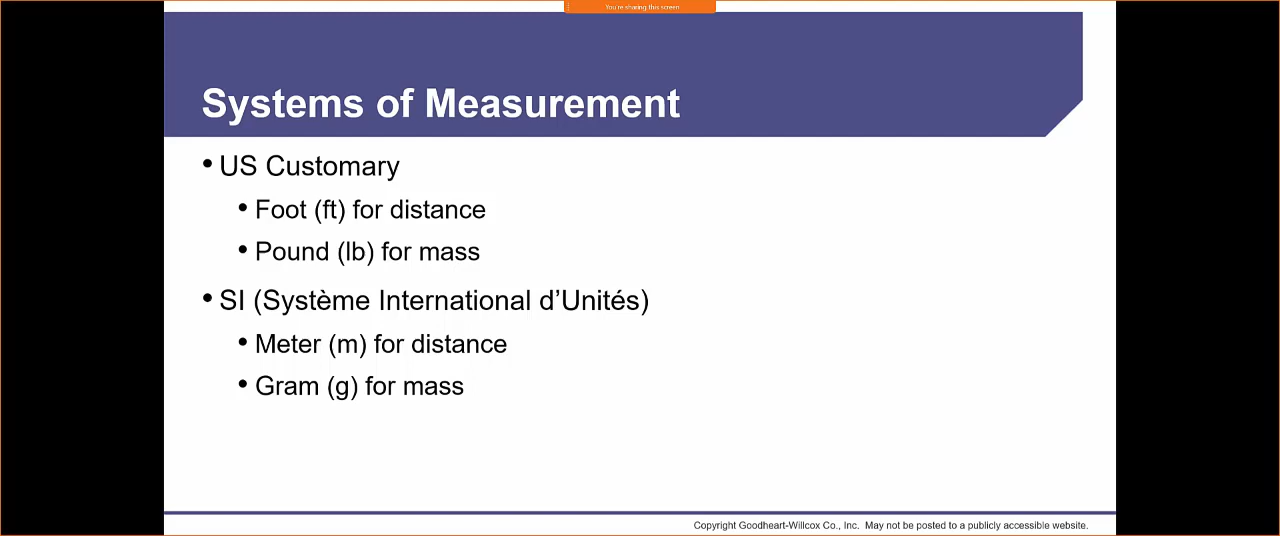 You're sharing this screen
Systems of Measurement
• US Customary
• Foot (ft) for distance
• Pound (lb) for mass
• SI (Système International d’Unités)
• Meter (m) for distance
• Gram (g) for mass
Copyright Goodheart-Willcox Co., Inc. May not be posted to a publicly accessible website.